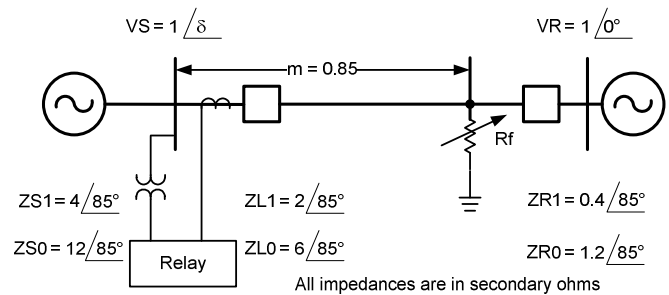 VS = 1 /δ
VR = 1 /0°
m = 0.85
Rf
ZS1 = 4 /85°
ZL1 = 2 /85°
ZR1 = 0.4 /85°
ZS0 = 12 /85°
Relay
ZL0 = 6 /85°
ZR0 = 1.2 /85°
All impedances are in secondary ohms